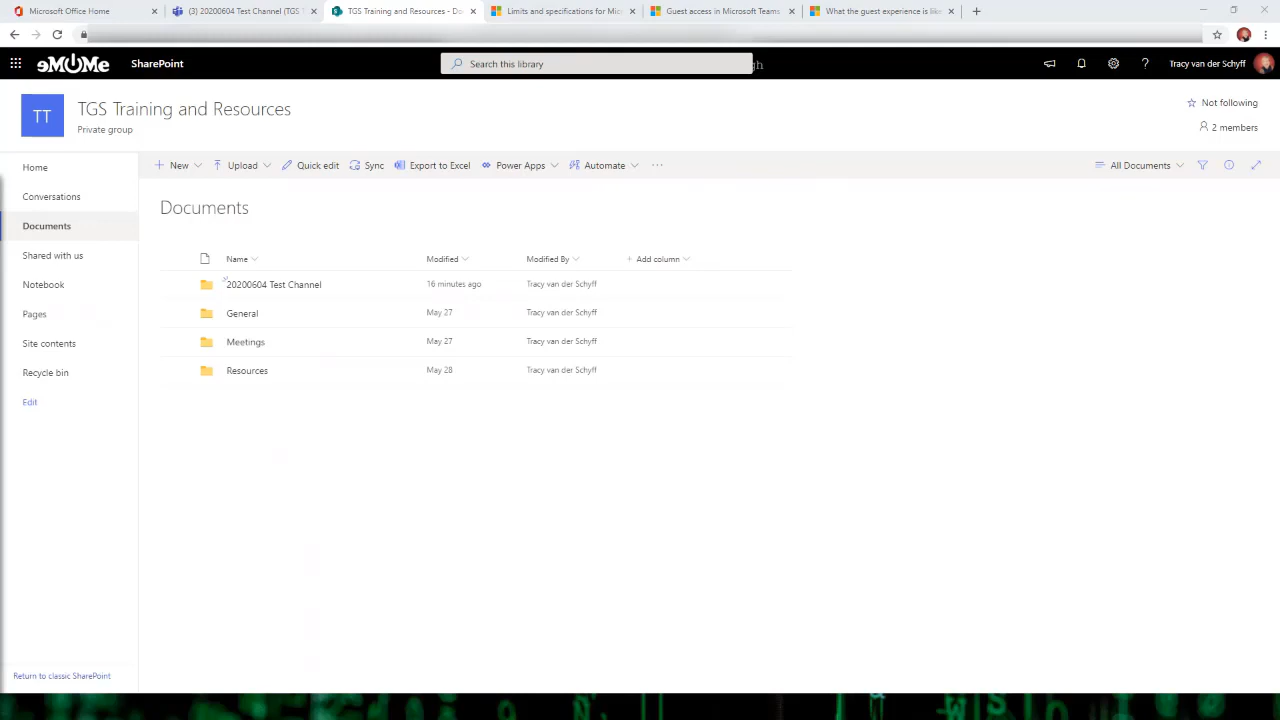 Microsoft Office Home
(3) 20200604 Test Channel (TGS T
TGS Training and Resources - Do
Limits and specifications for Mic
Guest access in Microsoft Teams
What the guest experience is like
eMOMe SharePoint
Search this library
Tracy van der Schyff
TT
TGS Training and Resources
Private group
Not following
2 members
Home
Conversations
Documents
Shared with us
Notebook
Pages
Site contents
Recycle bin
Edit
Return to classic SharePoint
New Upload Quick edit Sync Export to Excel Power Apps Automate ...
All Documents
Documents
Name Modified Modified By + Add column
20200604 Test Channel 16 minutes ago Tracy van der Schyff
General May 27 Tracy van der Schyff
Meetings May 27 Tracy van der Schyff
Resources May 28 Tracy van der Schyff